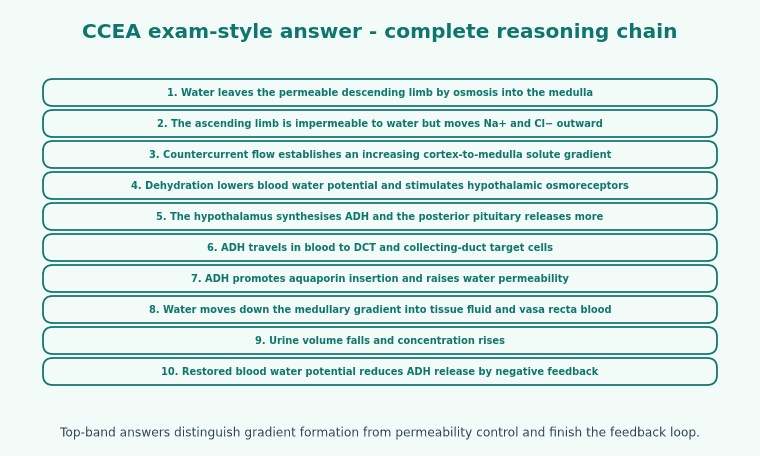 CCEA exam-style answer - complete reasoning chain
1. Water leaves the permeable descending limb by osmosis into the medulla
2. The ascending limb is impermeable to water but moves Na+ and Cl− outward
3. Countercurrent flow establishes an increasing cortex-to-medulla solute gradient
4. Dehydration lowers blood water potential and stimulates hypothalamic osmoreceptors
5. The hypothalamus synthesises ADH and the posterior pituitary releases more
6. ADH travels in blood to DCT and collecting-duct target cells
7. ADH promotes aquaporin insertion and raises water permeability
8. Water moves down the medullary gradient into tissue fluid and vasa recta blood
9. Urine volume falls and concentration rises
10. Restored blood water potential reduces ADH release by negative feedback
Top-band answers distinguish gradient formation from permeability control and finish the feedback loop.